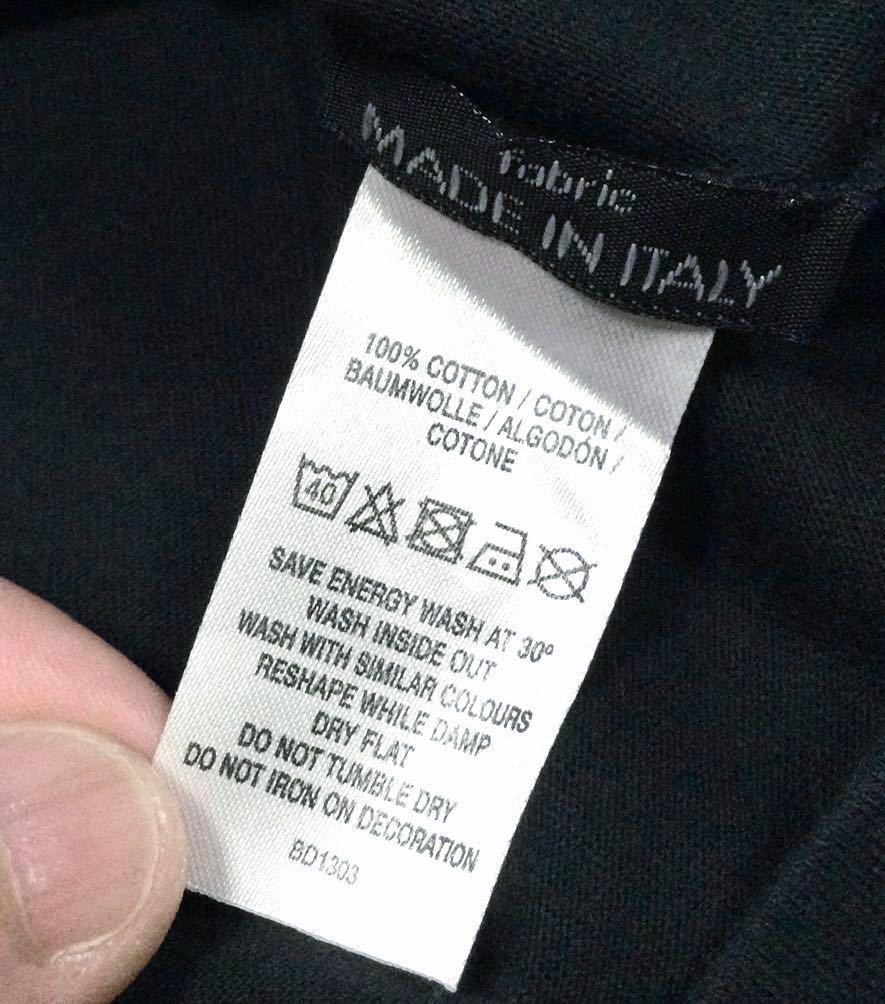 Fabric
MADE IN ITALY
100% COTTON / COTON /
BAUMWOLLE / ALGODÓN /
COTONE
40
SAVE ENERGY WASH AT 30º
WASH INSIDE OUT
WASH WITH SIMILAR COLOURS
RESHAPE WHILE DAMP
DRY FLAT
DO NOT TUMBLE DRY
DO NOT IRON ON DECORATION
BD1303